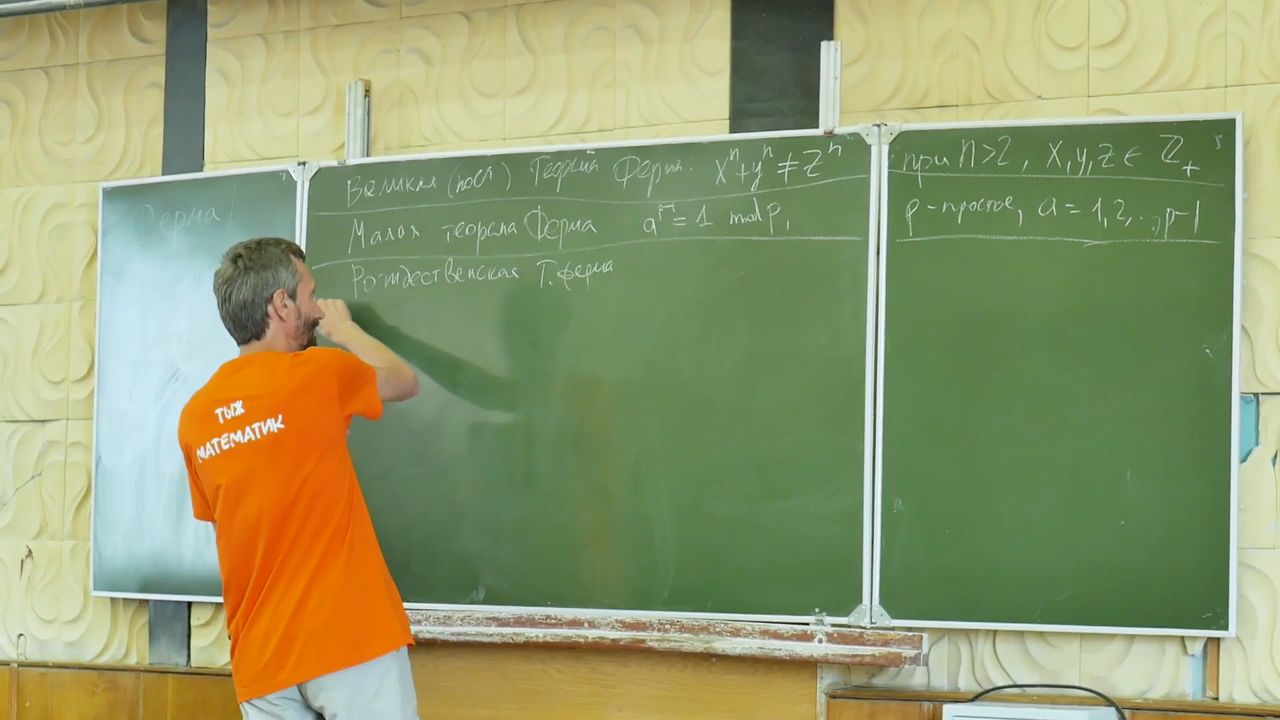 Ферма
Великая (посл) Теорема Ферма: xⁿ+yⁿ≠zⁿ при n>2, x,y,z ∈ ℤ₊
Малая теорема Ферма aᵖ⁻¹=1 mod p, p-простое, a=1,2,..,p-1
Рождественская Т.ферма
ТЫЖ
МАТЕМАТИК